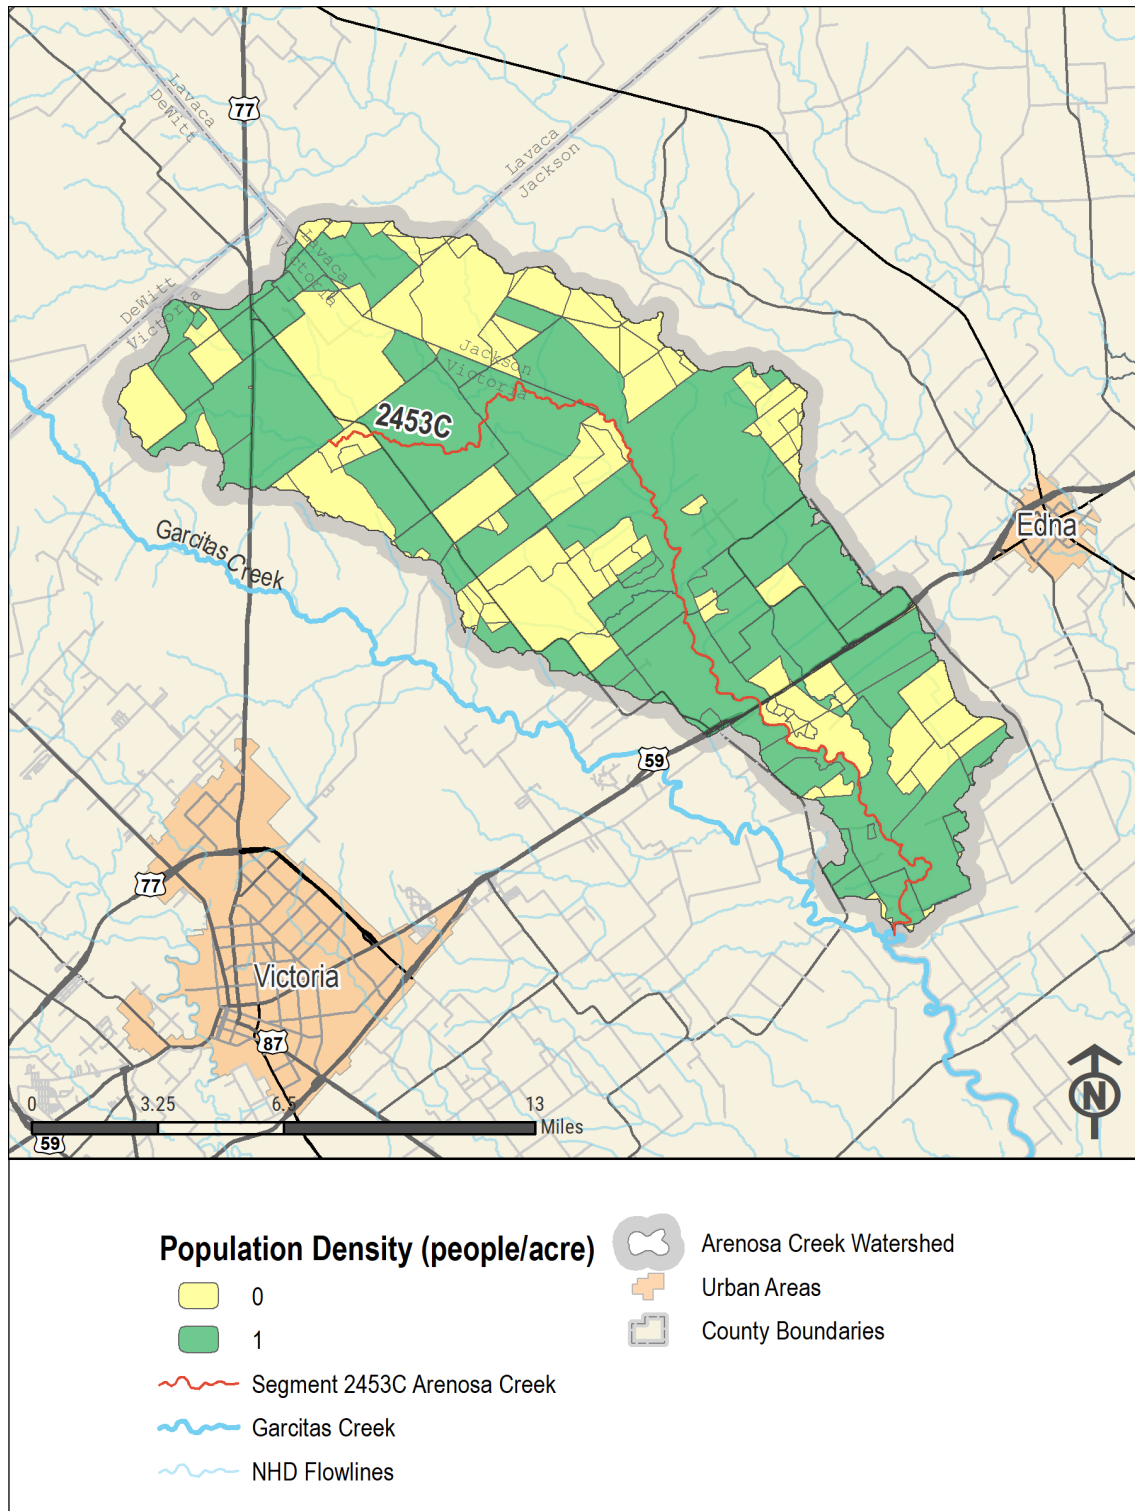 Lavaca
DeWitt
77
Lavaca
Jackson
Lavaca
Victoria
DeWitt
Victoria
Jackson
Victoria
2453C
Garcitas Creek
Edna
59
77
Victoria
87
0 3.25 6.5 13
Miles
59
N
Population Density (people/acre)
0
1
Segment 2453C Arenosa Creek
Garcitas Creek
NHD Flowlines
Arenosa Creek Watershed
Urban Areas
County Boundaries